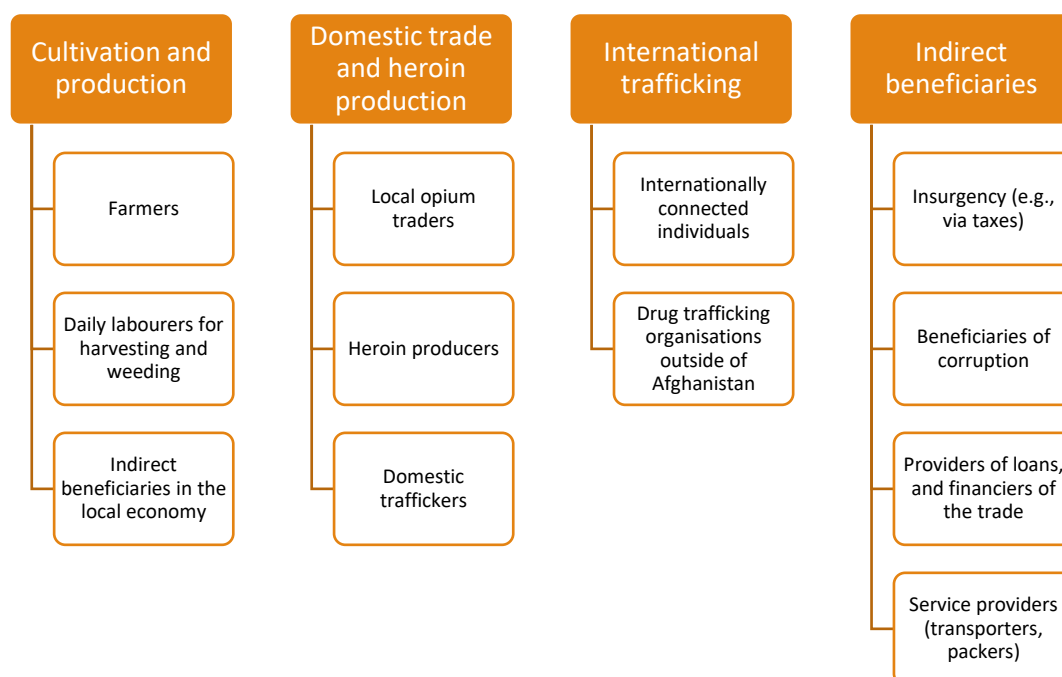 Cultivation and
production
Farmers
Daily labourers for
harvesting and
weeding
Indirect
beneficiaries in the
local economy
Domestic trade
and heroin
production
Local opium
traders
Heroin producers
Domestic
traffickers
International
trafficking
Internationally
connected
individuals
Drug trafficking
organisations
outside of
Afghanistan
Indirect
beneficiaries
Insurgency (e.g.,
via taxes)
Beneficiaries of
corruption
Providers of loans,
and financiers of
the trade
Service providers
(transporters,
packers)